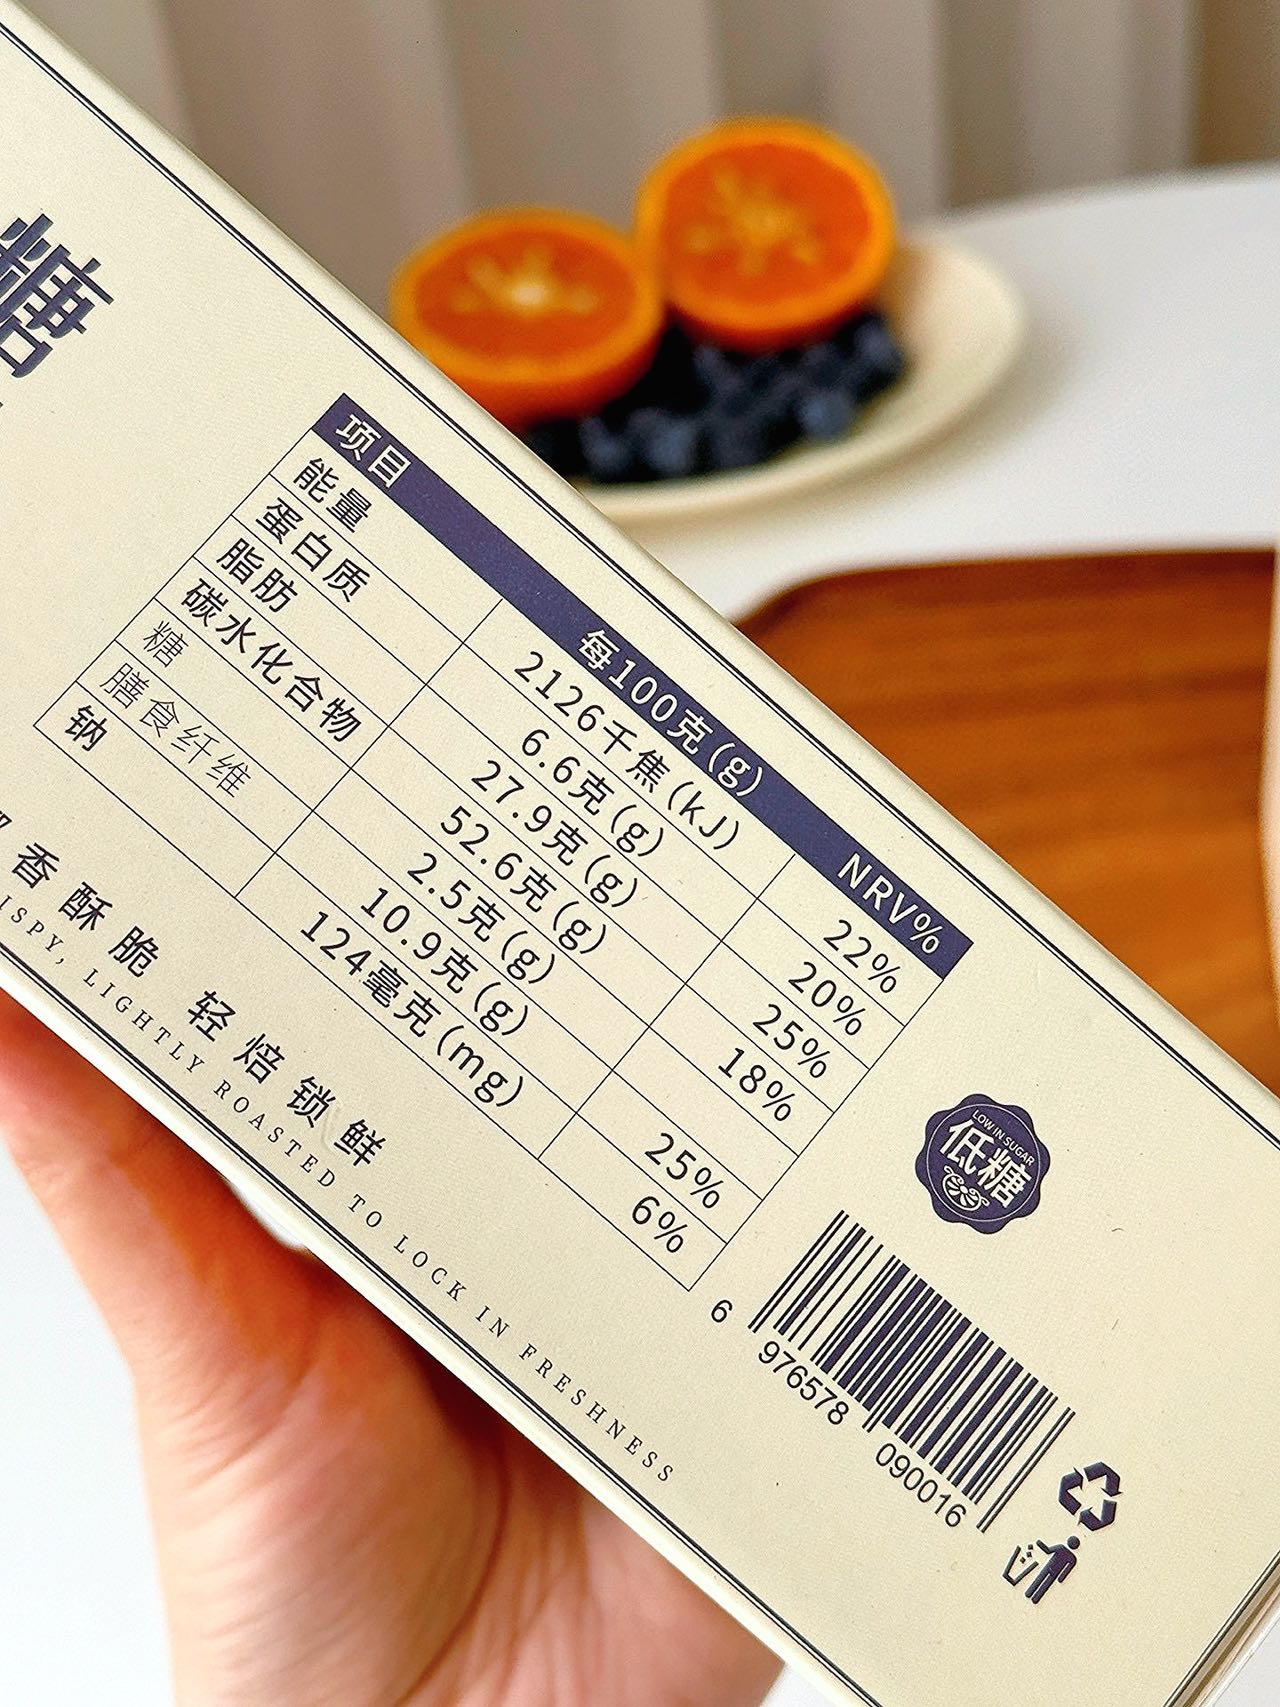 糖
项目 每100克(g) NRV%
能量 2126千焦(kJ) 22%
蛋白质 6.6克(g) 20%
脂肪 27.9克(g) 25%
碳水化合物 52.6克(g) 18%
糖 2.5克(g)
膳食纤维 10.9克(g) 25%
钠 124毫克(mg) 6%
香酥脆 轻焙锁鲜
ISPY, LIGHTLY ROASTED TO LOCK IN FRESHNESS
LOW IN SUGAR
低糖
6 976578 090016